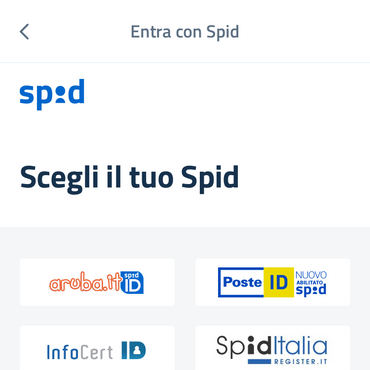 Entra con Spid
spid
Scegli il tuo Spid
aruba.it spid ID
Poste ID NUOVO ABILITATO spid
InfoCert ID
SpidItalia
REGISTER.IT